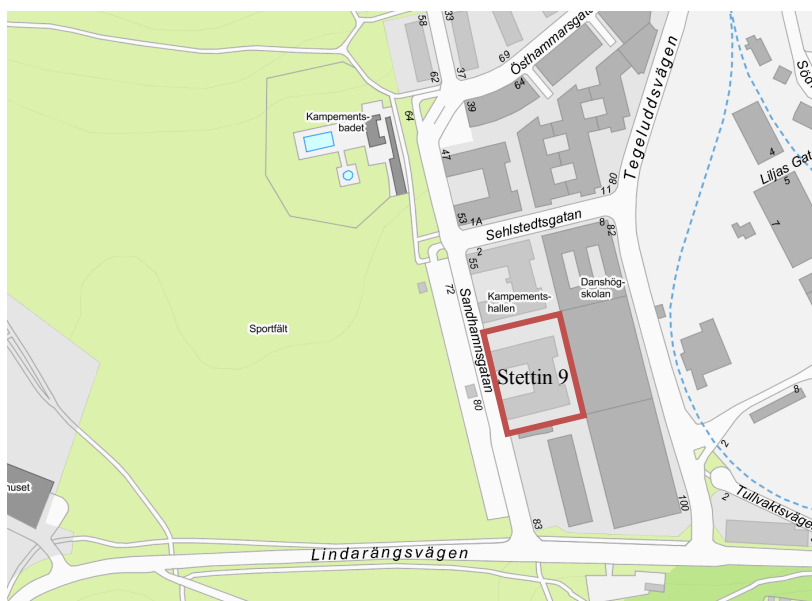 58
33
69
Östhammarsgata
62
37
64
39
64
Kampements-
badet
47
Tegeluddsvägen
4
Liljas Gat
5
7
80
11
53
1A
Sehlstedtsgatan
8
82
2
55
72
Sandhamnsgatan
Kampements-
hallen
Danshög-
skolan
Sportfält
Stettin 9
80
8
2
huset
83
100
2
Tullvaktsväge
Lindarängsvägen